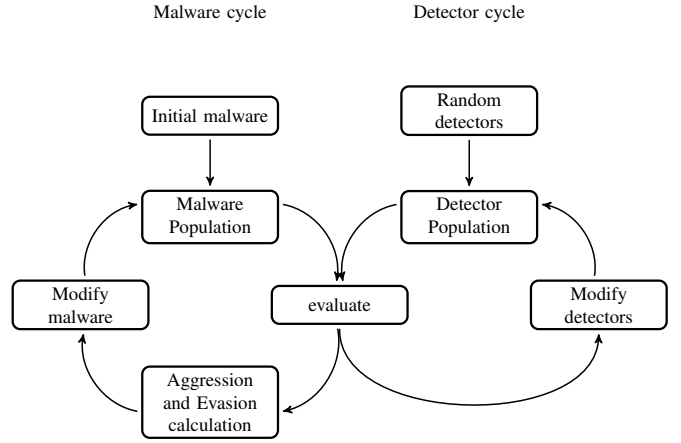 Malware cycle
Detector cycle
Initial malware
Random
detectors
Malware
Population
Detector
Population
Modify
malware
evaluate
Modify
detectors
Aggression
and Evasion
calculation